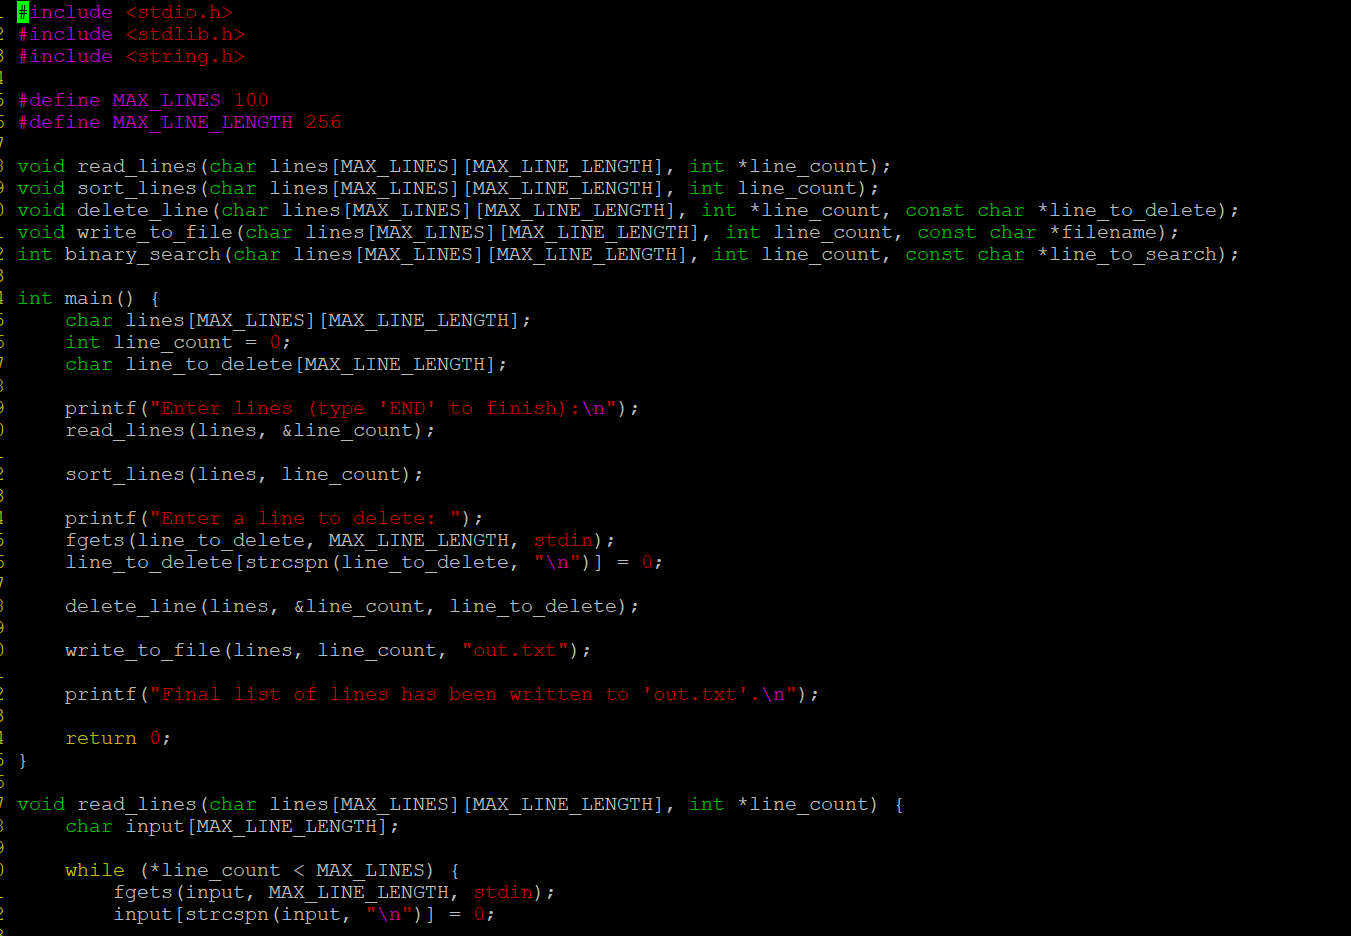 #include <stdio.h>
#include <stdlib.h>
#include <string.h>

#define MAX_LINES 100
#define MAX_LINE_LENGTH 256

void read_lines(char lines[MAX_LINES][MAX_LINE_LENGTH], int *line_count);
void sort_lines(char lines[MAX_LINES][MAX_LINE_LENGTH], int line_count);
void delete_line(char lines[MAX_LINES][MAX_LINE_LENGTH], int *line_count, const char *line_to_delete);
void write_to_file(char lines[MAX_LINES][MAX_LINE_LENGTH], int line_count, const char *filename);
int binary_search(char lines[MAX_LINES][MAX_LINE_LENGTH], int line_count, const char *line_to_search);

int main() {
    char lines[MAX_LINES][MAX_LINE_LENGTH];
    int line_count = 0;
    char line_to_delete[MAX_LINE_LENGTH];

    printf("Enter lines (type 'END' to finish):\n");
    read_lines(lines, &line_count);

    sort_lines(lines, line_count);

    printf("Enter a line to delete: ");
    fgets(line_to_delete, MAX_LINE_LENGTH, stdin);
    line_to_delete[strcspn(line_to_delete, "\n")] = 0;

    delete_line(lines, &line_count, line_to_delete);

    write_to_file(lines, line_count, "out.txt");

    printf("Final list of lines has been written to 'out.txt'.\n");

    return 0;
}

void read_lines(char lines[MAX_LINES][MAX_LINE_LENGTH], int *line_count) {
    char input[MAX_LINE_LENGTH];

    while (*line_count < MAX_LINES) {
        fgets(input, MAX_LINE_LENGTH, stdin);
        input[strcspn(input, "\n")] = 0;